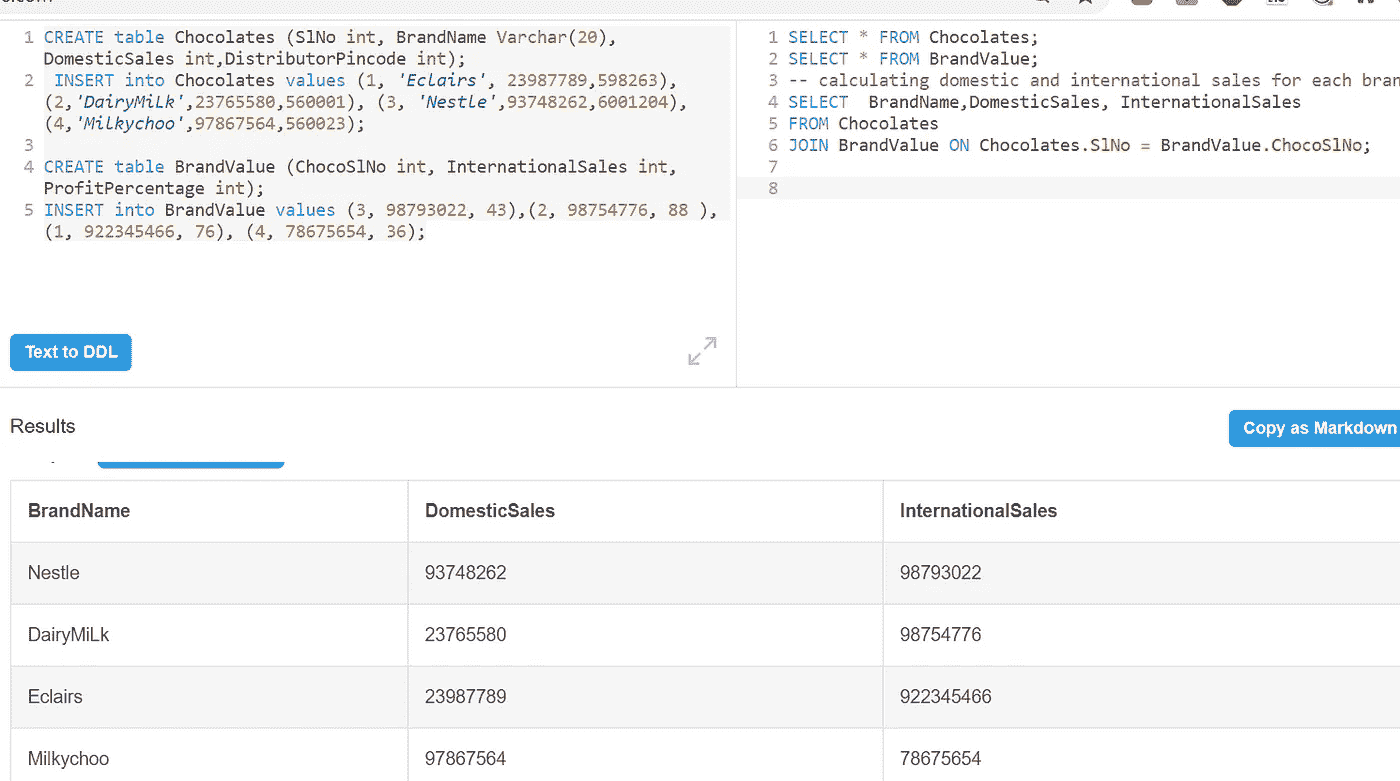 1 CREATE table Chocolates (SlNo int, BrandName Varchar(20),
DomesticSales int,DistributorPincode int);
2 INSERT into Chocolates values (1, 'Eclairs', 23987789,598263),
(2,'DairyMiLk',23765580,560001), (3, 'Nestle',93748262,6001204),
(4,'Milkychoo',97867564,560023);
3
4 CREATE table BrandValue (ChocoSlNo int, InternationalSales int,
ProfitPercentage int);
5 INSERT into BrandValue values (3, 98793022, 43),(2, 98754776, 88 ),
(1, 922345466, 76), (4, 78675654, 36);
Text to DDL
1 SELECT * FROM Chocolates;
2 SELECT * FROM BrandValue;
3 -- calculating domestic and international sales for each bran
4 SELECT  BrandName,DomesticSales, InternationalSales
5 FROM Chocolates
6 JOIN BrandValue ON Chocolates.SlNo = BrandValue.ChocoSlNo;
7
8
Results
Copy as Markdown
BrandName DomesticSales InternationalSales
Nestle 93748262 98793022
DairyMiLk 23765580 98754776
Eclairs 23987789 922345466
Milkychoo 97867564 78675654